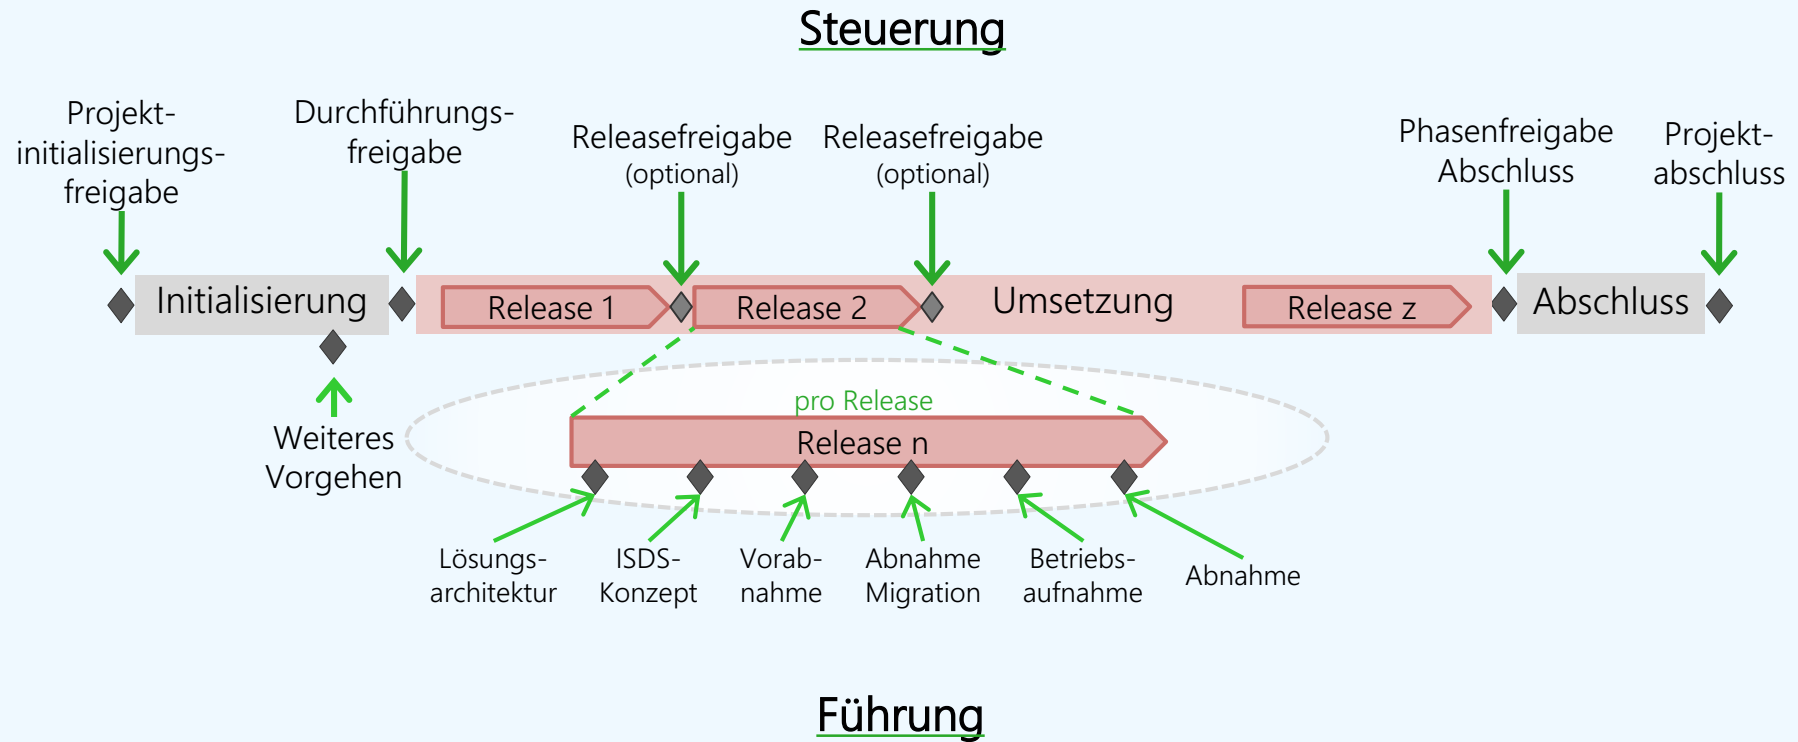 Steuerung
Projekt-
initialisierungs-
freigabe
Durchführungs-
freigabe
Releasefreigabe
(optional)
Releasefreigabe
(optional)
Phasenfreigabe
Abschluss
Projekt-
abschluss
Initialisierung
Release 1
Release 2
Umsetzung
Release z
Abschluss
Weiteres
Vorgehen
pro Release
Release n
Lösungs-
architektur
ISDS-
Konzept
Vorab-
nahme
Abnahme
Migration
Betriebs-
aufnahme
Abnahme
Führung